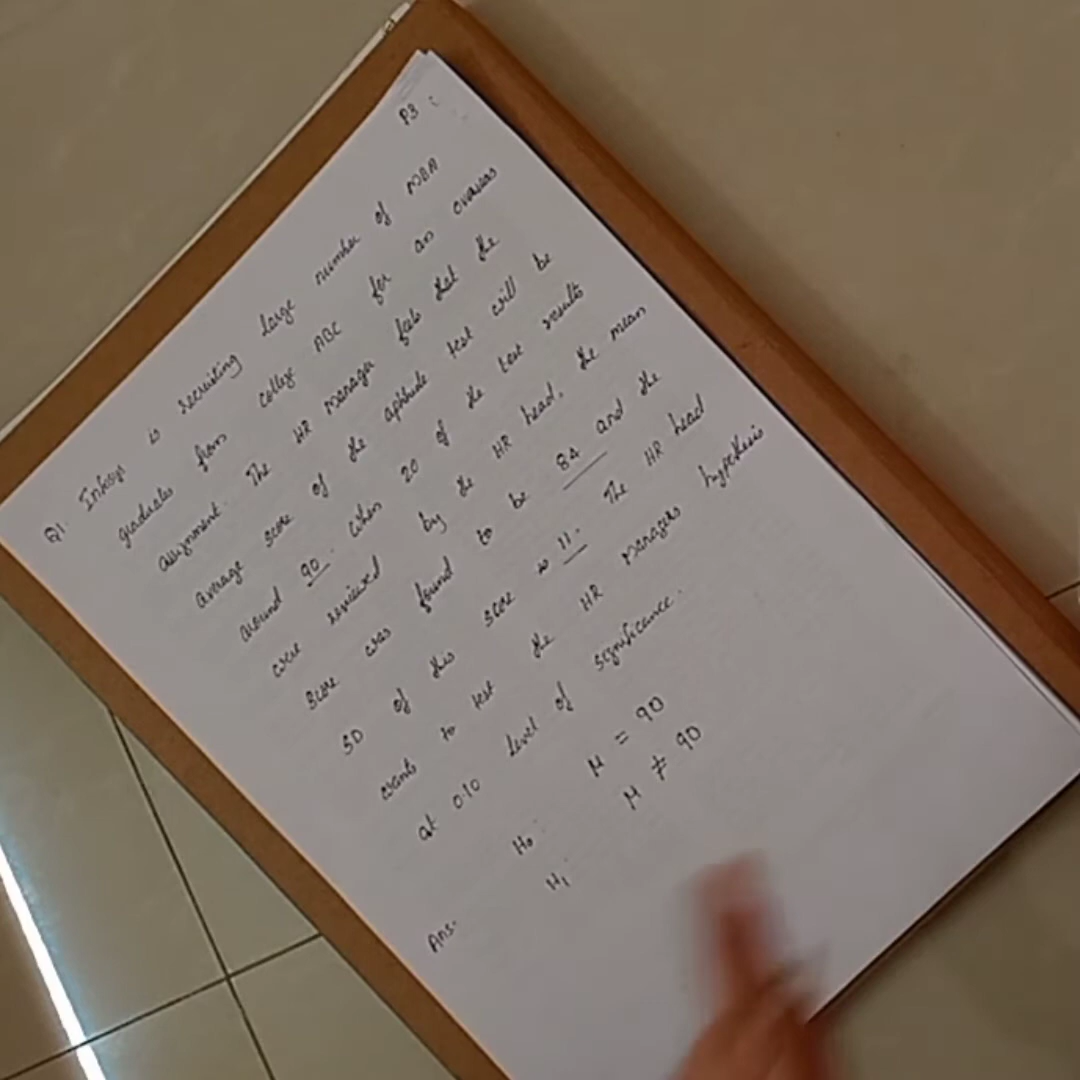 P3 :
Q1. Infosys is recruiting large number of MBA
graduates from college ABC for an overseas
assignment. The HR manager feels that the
average score of the aptitude test will be
around 90. When 20 of the test results
were reviewed by the HR head, the mean
score was found to be 84 and the
SD of this score is 11. The HR head
wants to test the HR managers hypothesis
at 0.10 level of significance.
Ans. H₀ μ = 90
H₁ μ ≠ 90